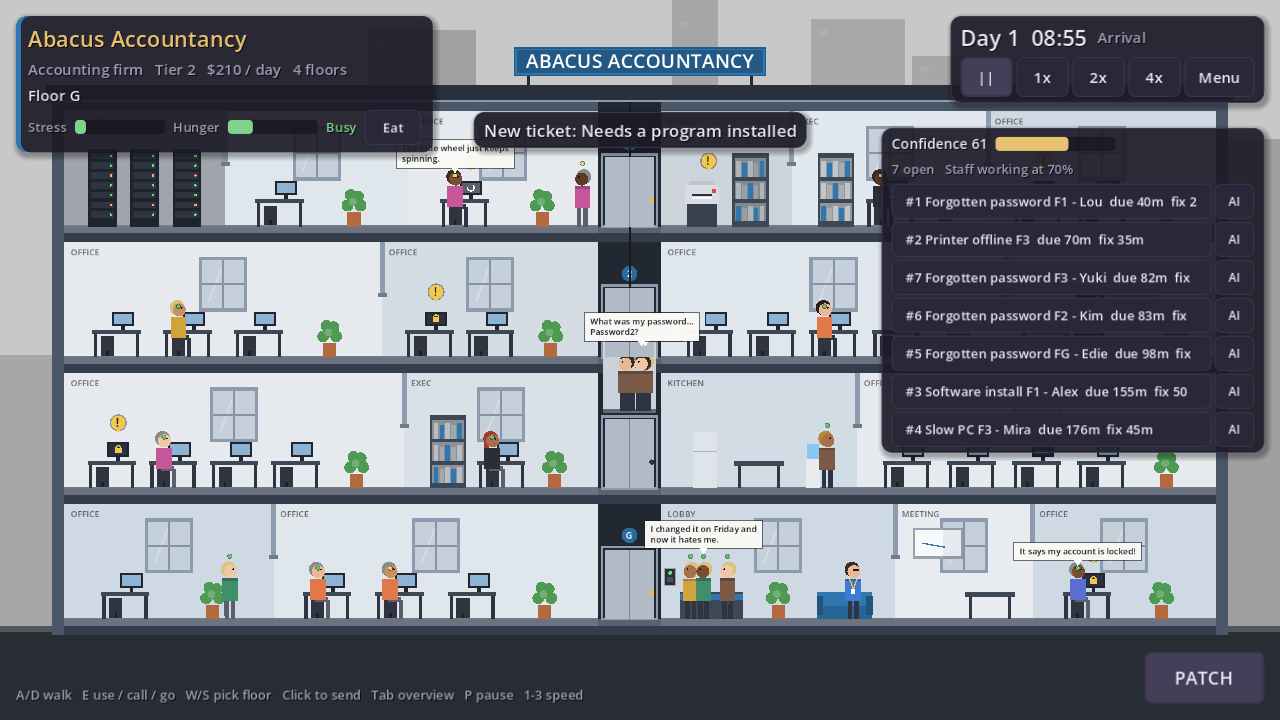 Abacus Accountancy
Accounting firm Tier 2 $210 / day 4 floors
Floor G
Stress Hunger Busy Eat
ABACUS ACCOUNTANCY
Day 1 08:55 Arrival
|| 1x 2x 4x Menu
New ticket: Needs a program installed
OFFICE
wheel just keeps
spinning.
Confidence 61
7 open Staff working at 70%
#1 Forgotten password F1 - Lou due 40m fix 2 AI
#2 Printer offline F3 due 70m fix 35m AI
#7 Forgotten password F3 - Yuki due 82m fix AI
#6 Forgotten password F2 - Kim due 83m fix AI
#5 Forgotten password FG - Edie due 98m fix AI
#3 Software install F1 - Alex due 155m fix 50 AI
#4 Slow PC F3 - Mira due 176m fix 45m AI
OFFICE OFFICE OFFICE
What was my password...
Password2?
OFFICE EXEC KITCHEN
OFFICE OFFICE G LOBBY MEETING OFFICE
I changed it on Friday and
now it hates me.
It says my account is locked!
PATCH
A/D walk E use / call / go W/S pick floor Click to send Tab overview P pause 1-3 speed